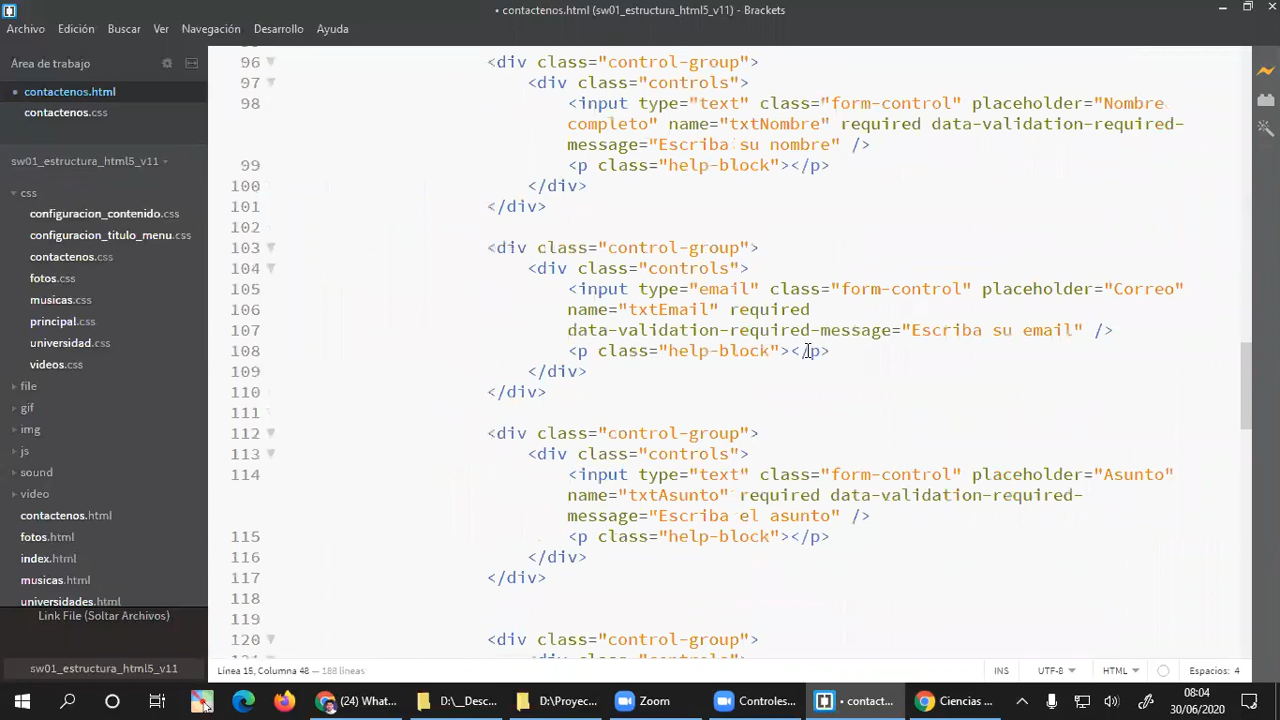 • contactenos.html (sw01_estructura_html5_v11) - Brackets
Archivo Edición Buscar Ver Navegación Desarrollo Ayuda
Área de trabajo
contactenos.html
contactenos.css
sw01_estructura_html5_v11
css
configuracion_contenido.css
configuracion_titulo_menu.css
contactenos.css
fotos.css
musicas.css
principal.css
universidades.css
videos.css
file
gif
img
js
sound
video
contactenos.html
fotos.html
index.html
musicas.html
universidades.html
Link File (Soltar Archivos)
sw01_estructura_html5_v11
96 <div class="control-group">
97 <div class="controls">
98 <input type="text" class="form-control" placeholder="Nombre
completo" name="txtNombre" required data-validation-required-
message="Escriba su nombre" />
99 <p class="help-block"></p>
100 </div>
101 </div>
102
103 <div class="control-group">
104 <div class="controls">
105 <input type="email" class="form-control" placeholder="Correo"
106 name="txtEmail" required
107 data-validation-required-message="Escriba su email" />
108 <p class="help-block"></p>
109 </div>
110 </div>
111
112 <div class="control-group">
113 <div class="controls">
114 <input type="text" class="form-control" placeholder="Asunto"
name="txtAsunto" required data-validation-required-
message="Escriba el asunto" />
115 <p class="help-block"></p>
116 </div>
117 </div>
118
119
120 <div class="control-group">
Línea 15, Columna 48 — 188 líneas
INS UTF-8 HTML Espacios: 4
(24) What... D:\__Desc... D:\Proyec... Zoom Controles... • contact... Ciencias ...
08:04
30/06/2020